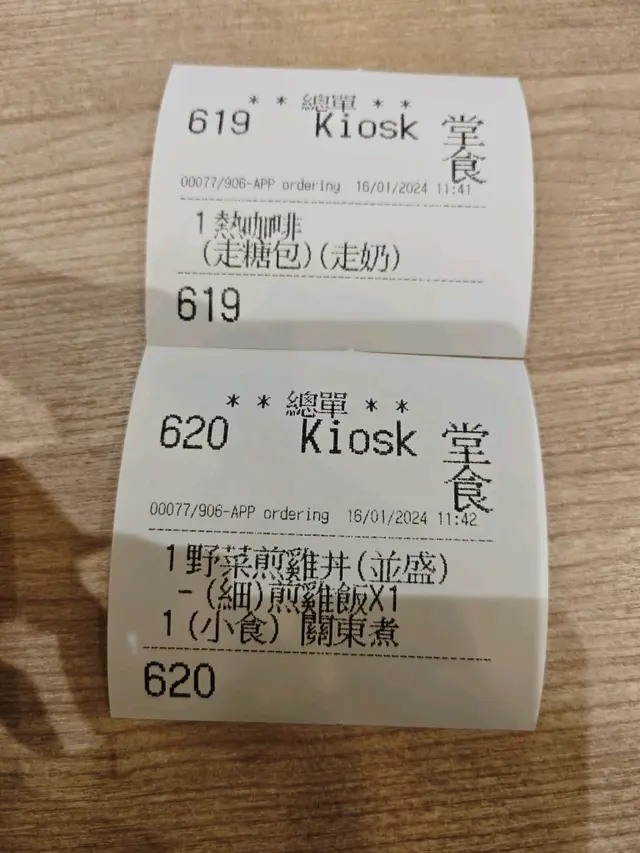 * * 總單 * *
619 Kiosk 堂食
00077/906-APP ordering 16/01/2024 11:41
1 熱咖啡
(走糖包)(走奶)
619
* * 總單 * *
620 Kiosk 堂食
00077/906-APP ordering 16/01/2024 11:42
1 野菜煎雞丼(並盛)
- (細)煎雞飯X1
1 (小食) 關東煮
620